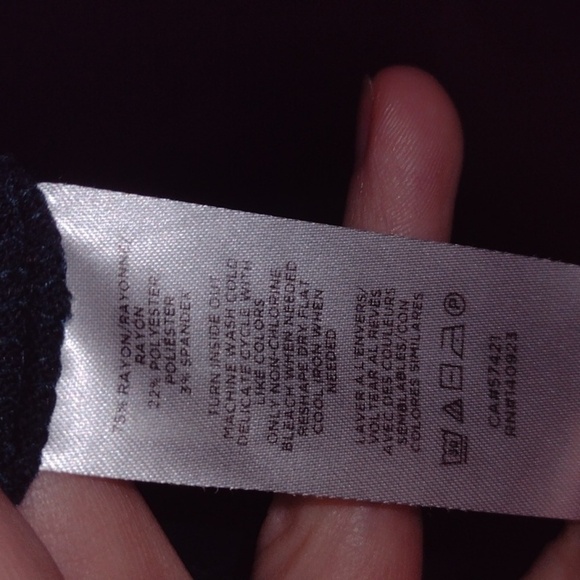 75% RAYON/RAYONNE/
RAYON
22% POLYESTER/
POLIESTER
3% SPANDEX
TURN INSIDE OUT
MACHINE WASH COLD
DELICATE CYCLE WITH
LIKE COLORS
ONLY NON-CHLORINE
BLEACH WHEN NEEDED
RESHAPE DRY FLAT
COOL IRON WHEN
NEEDED
LAVER A L'ENVERS/
VOLTEAR AL REVES
AVEC DES COULEURS
SEMBLABLES/CON
COLORES SIMILARES
30
P
CA#57421
RN#140923